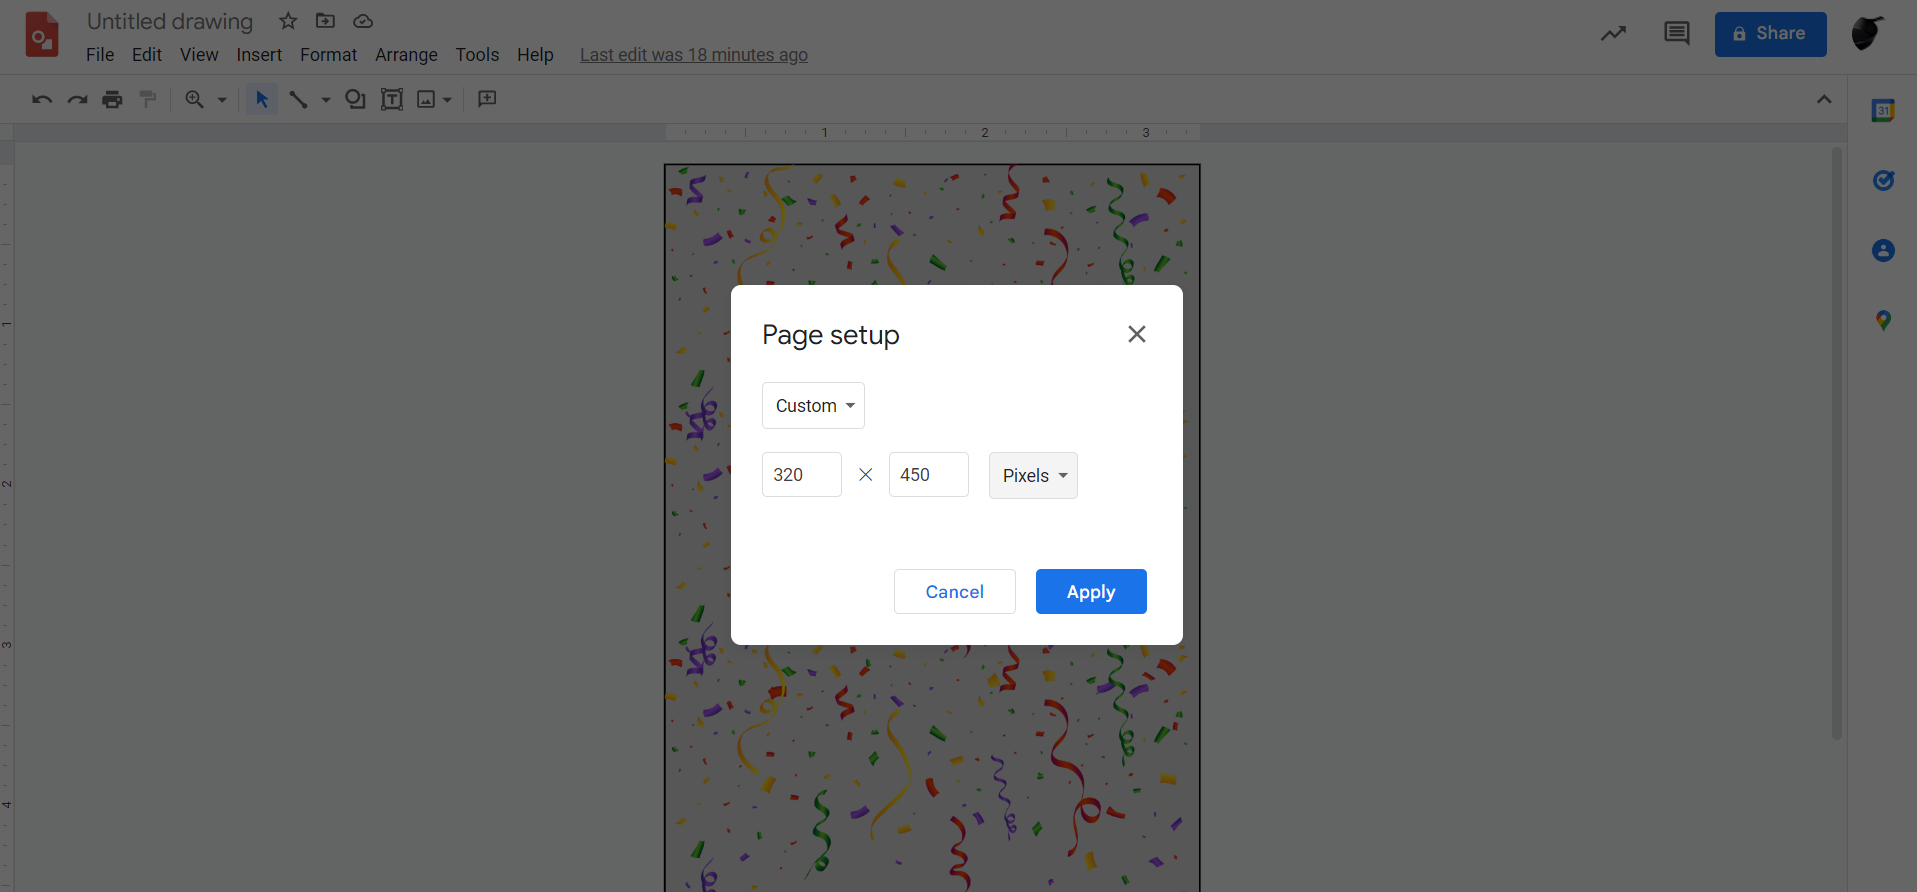 Untitled drawing
File Edit View Insert Format Arrange Tools Help Last edit was 18 minutes ago
Share
31
1 2 3
Page setup
Custom
320 450 Pixels
Cancel Apply
1
2
3
4